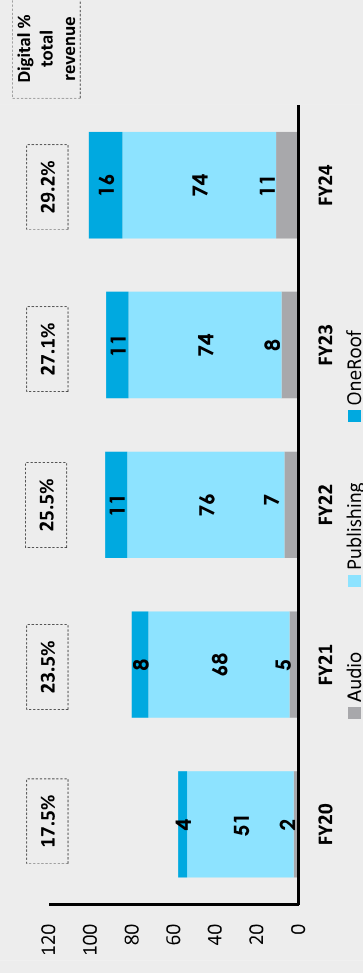 Digital %
total
revenue
17.5%
23.5%
25.5%
27.1%
29.2%
120
100
80
60
40
20
0
4
8
11
11
16
51
68
76
74
74
2
5
7
8
11
FY20
FY21
FY22
FY23
FY24
Audio
Publishing
OneRoof